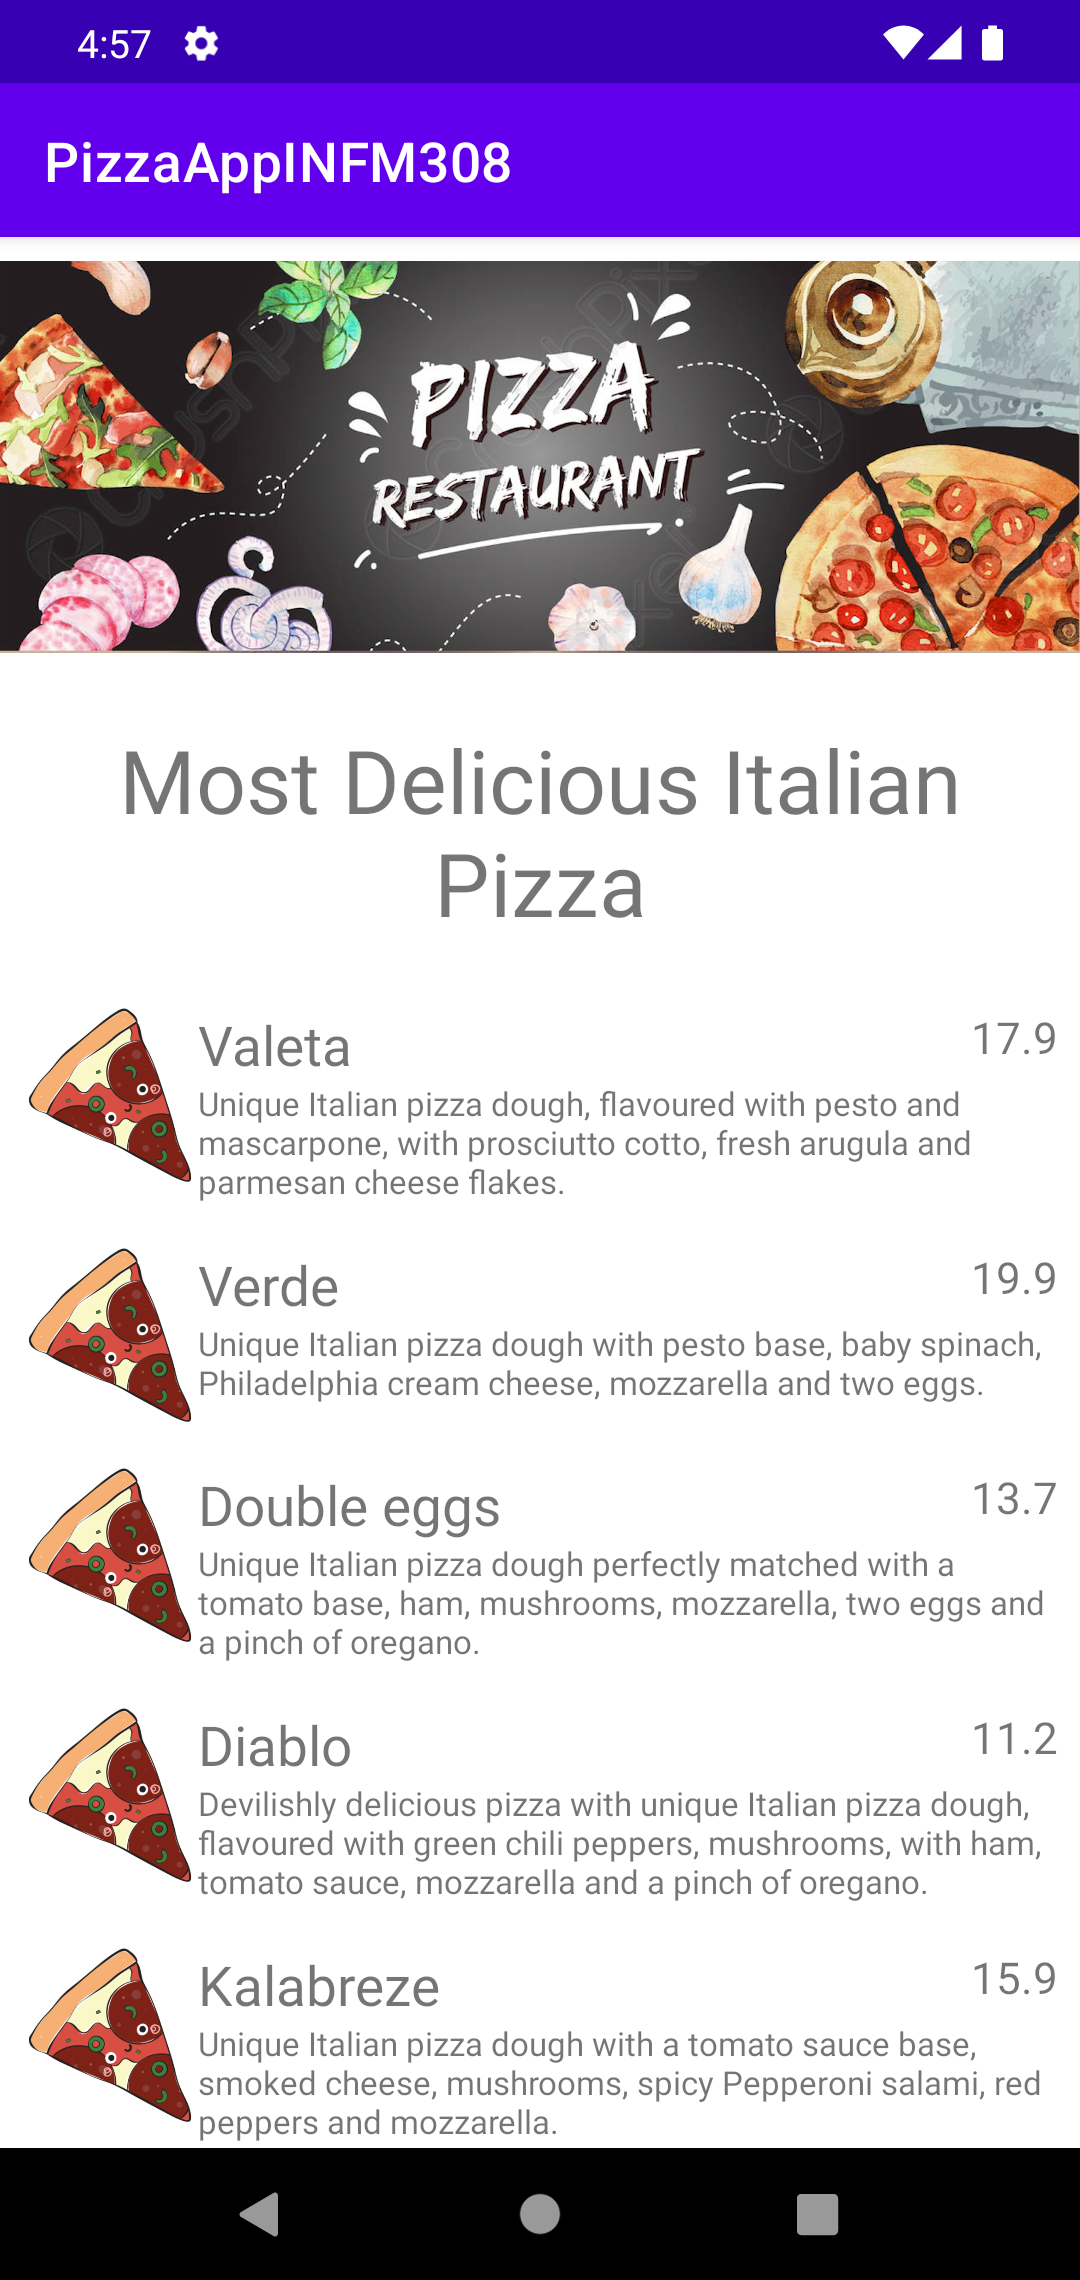 4:57
PizzaAppINFM308
PIZZA
RESTAURANT
Most Delicious Italian
Pizza
Valeta
17.9
Unique Italian pizza dough, flavoured with pesto and
mascarpone, with prosciutto cotto, fresh arugula and
parmesan cheese flakes.
Verde
19.9
Unique Italian pizza dough with pesto base, baby spinach,
Philadelphia cream cheese, mozzarella and two eggs.
Double eggs
13.7
Unique Italian pizza dough perfectly matched with a
tomato base, ham, mushrooms, mozzarella, two eggs and
a pinch of oregano.
Diablo
11.2
Devilishly delicious pizza with unique Italian pizza dough,
flavoured with green chili peppers, mushrooms, with ham,
tomato sauce, mozzarella and a pinch of oregano.
Kalabreze
15.9
Unique Italian pizza dough with a tomato sauce base,
smoked cheese, mushrooms, spicy Pepperoni salami, red
peppers and mozzarella.